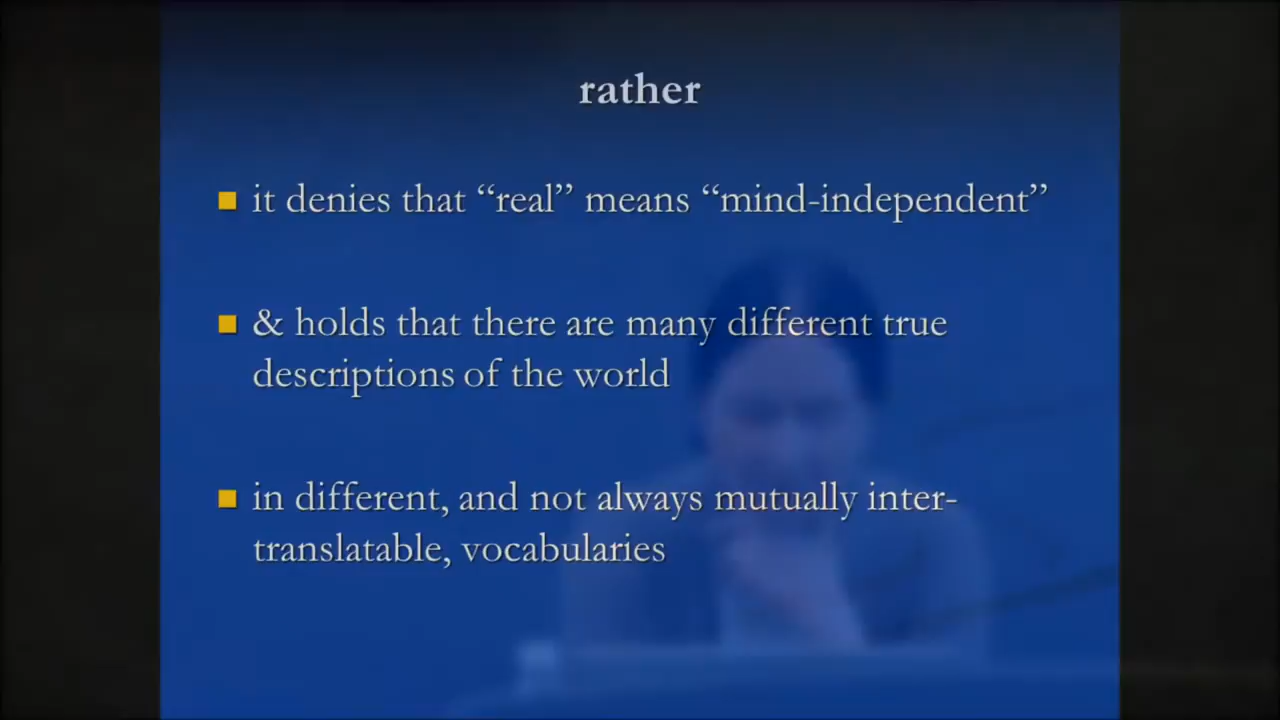 rather
it denies that “real” means “mind-independent”
& holds that there are many different true
descriptions of the world
in different, and not always mutually inter-
translatable, vocabularies